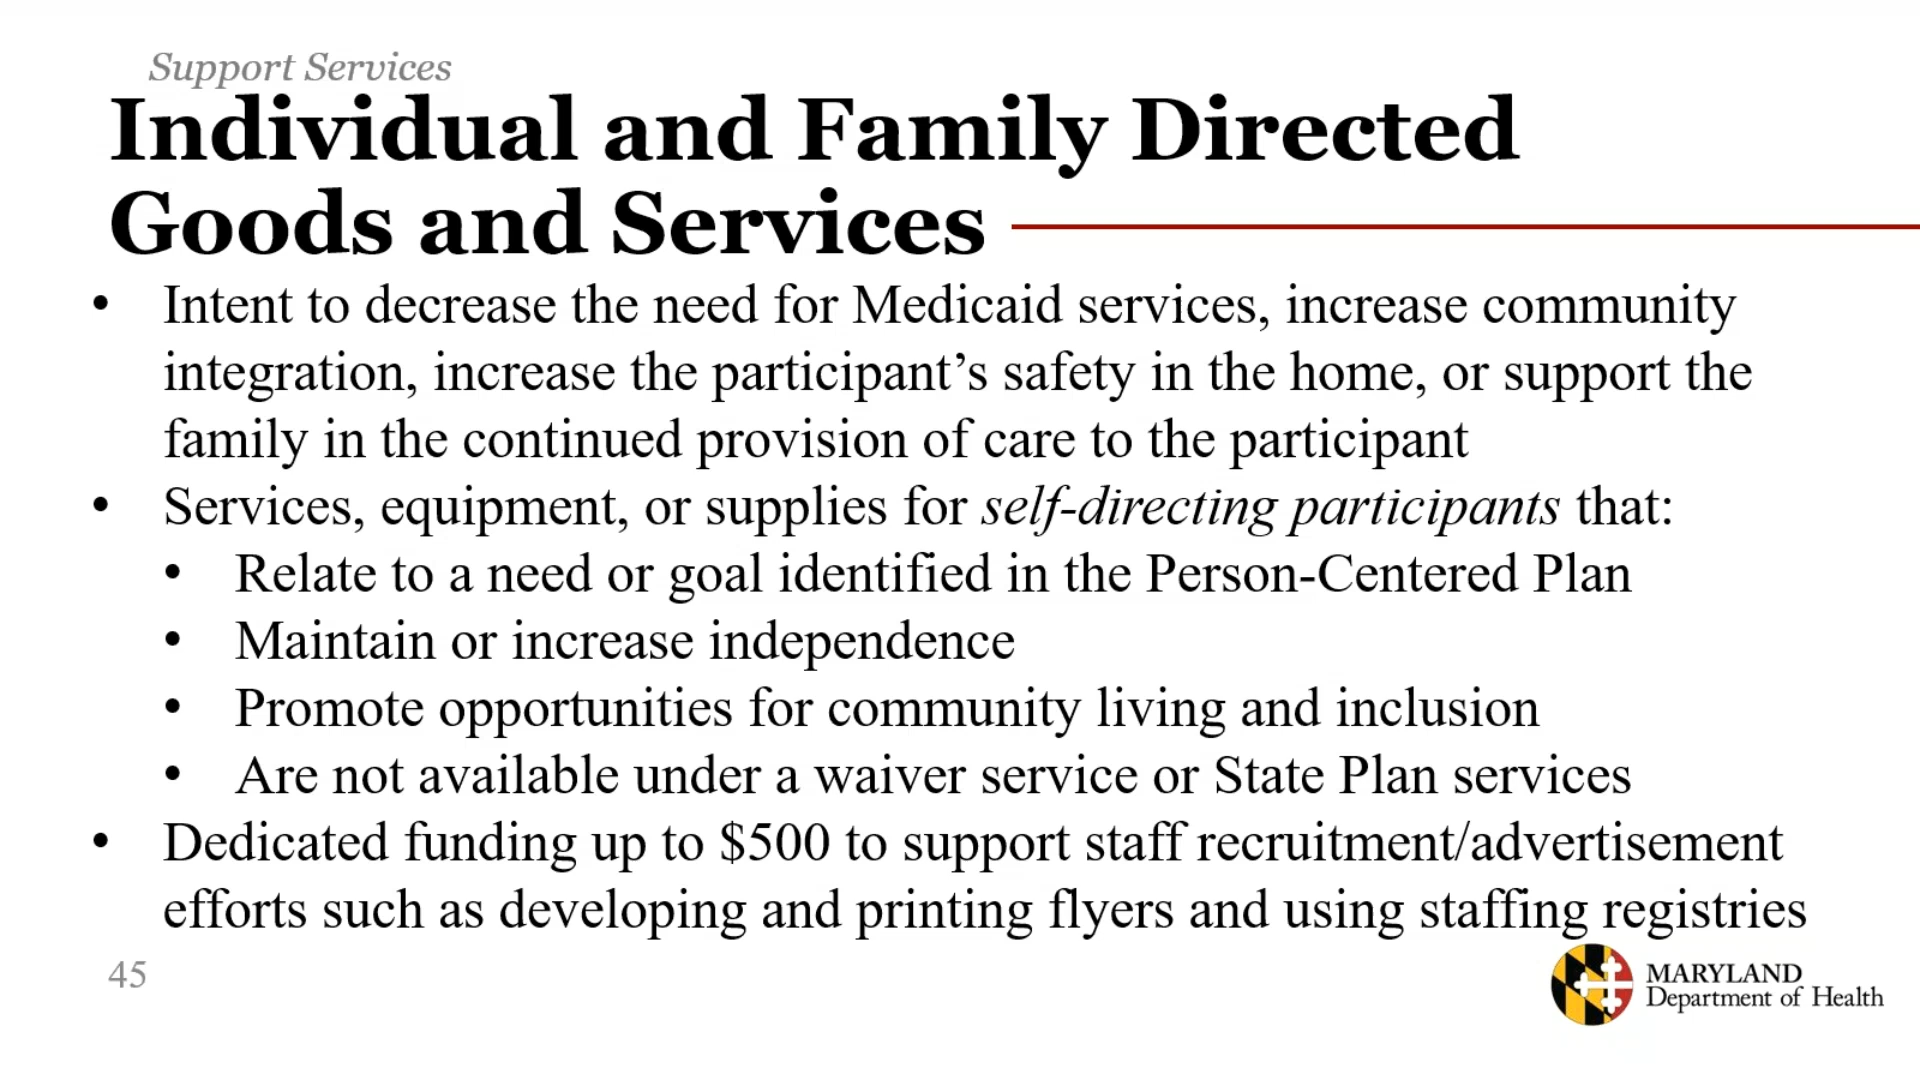 Support Services
Individual and Family Directed
Goods and Services
• Intent to decrease the need for Medicaid services, increase community
integration, increase the participant’s safety in the home, or support the
family in the continued provision of care to the participant
• Services, equipment, or supplies for self-directing participants that:
• Relate to a need or goal identified in the Person-Centered Plan
• Maintain or increase independence
• Promote opportunities for community living and inclusion
• Are not available under a waiver service or State Plan services
• Dedicated funding up to $500 to support staff recruitment/advertisement
efforts such as developing and printing flyers and using staffing registries
45
MARYLAND
Department of Health